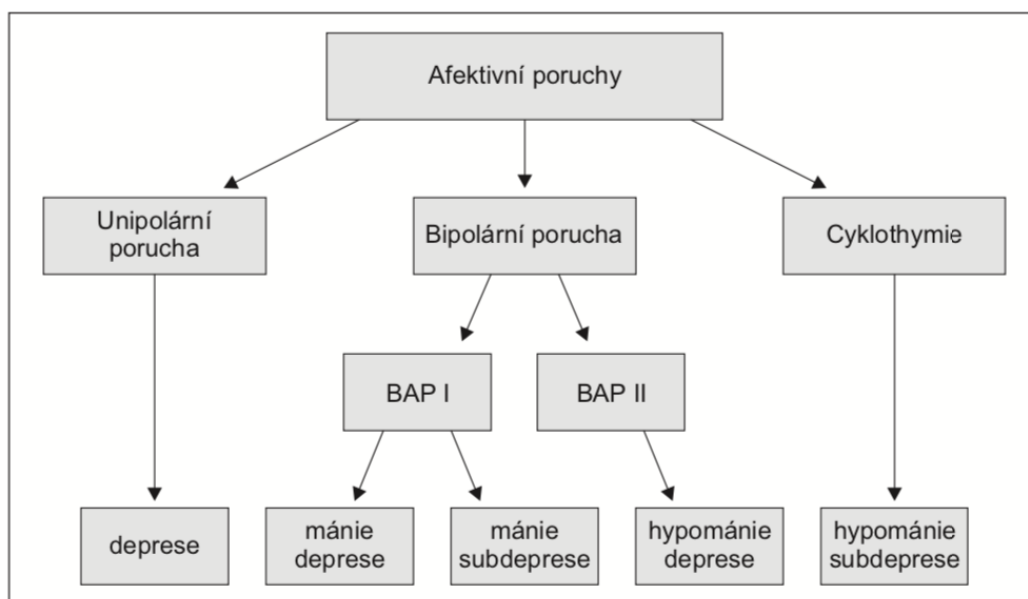 Afektivní poruchy
Unipolární
porucha
Bipolární porucha
Cyklothymie
BAP I
BAP II
deprese
mánie
deprese
mánie
subdeprese
hypománie
deprese
hypománie
subdeprese